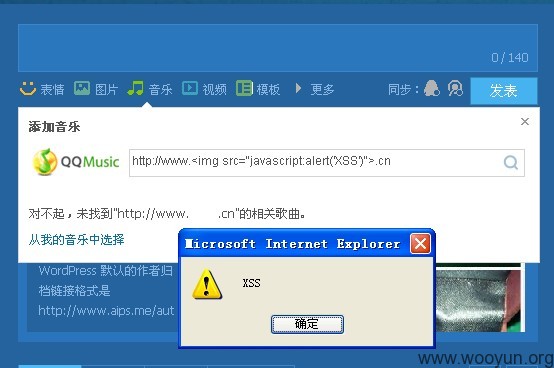 0 / 140
表情 图片 音乐 视频 模板 更多 同步： 发表
添加音乐
QQMusic http://www.<img src="javascript:alert('XSS')">.cn
对不起，未找到"http://www. .cn"的相关歌曲。
从我的音乐中选择
Microsoft Internet Explorer
XSS
确定
WordPress 默认的作者归
档链接格式是
http://www.aips.me/aut
www.wooyun.org